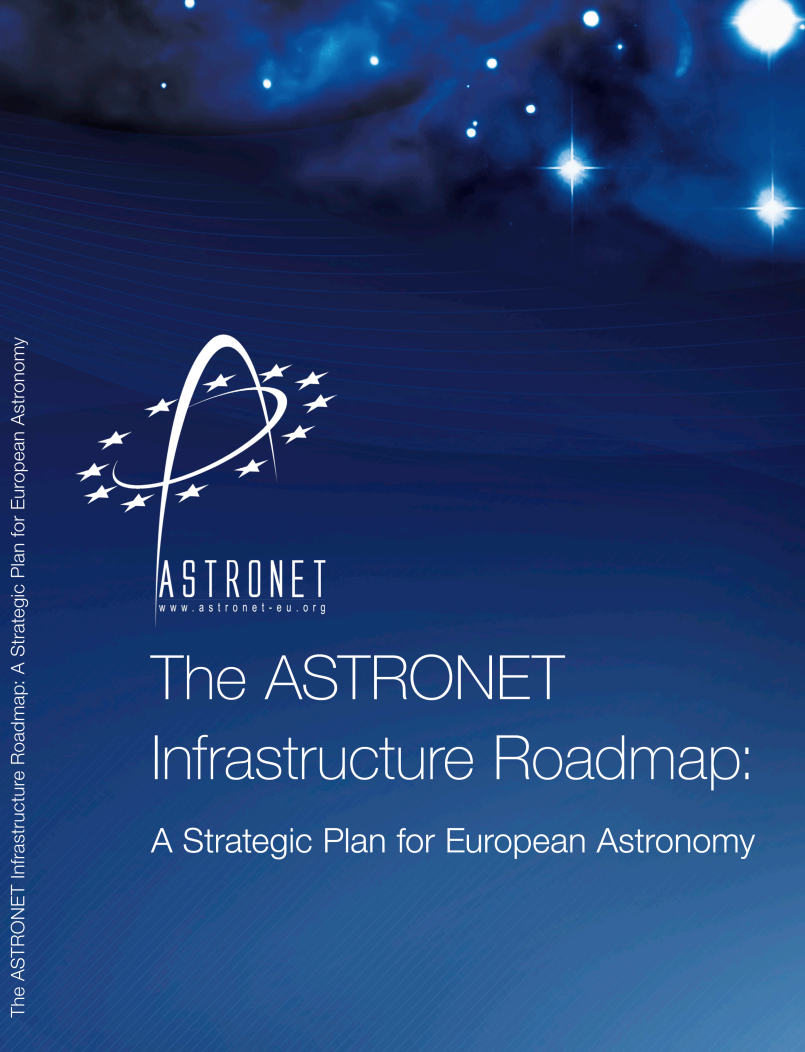 The ASTRONET Infrastructure Roadmap: A Strategic Plan for European Astronomy
ASTRONET
www.astronet-eu.org
The ASTRONET
Infrastructure Roadmap:
A Strategic Plan for European Astronomy